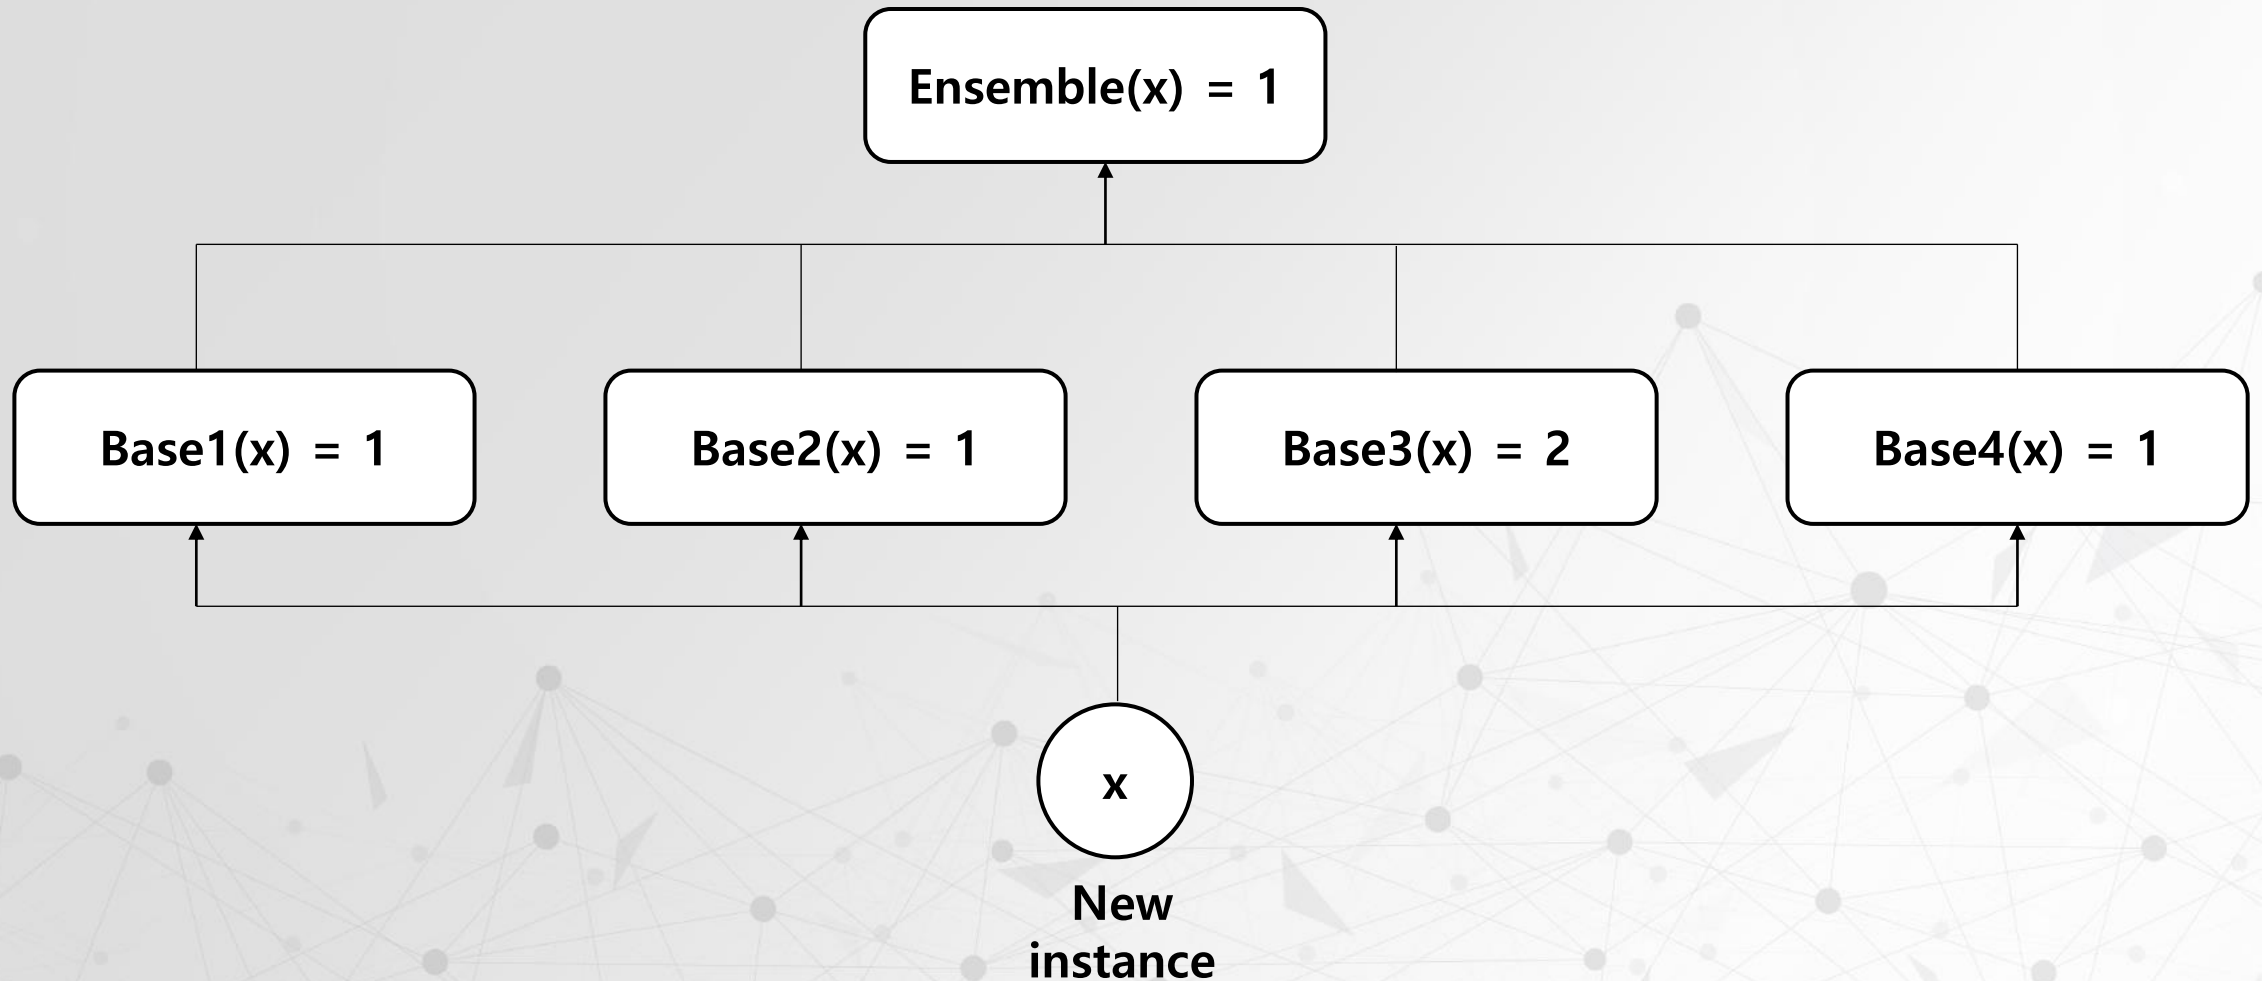 Ensemble(x) = 1
Base1(x) = 1
Base2(x) = 1
Base3(x) = 2
Base4(x) = 1
x
New
instance